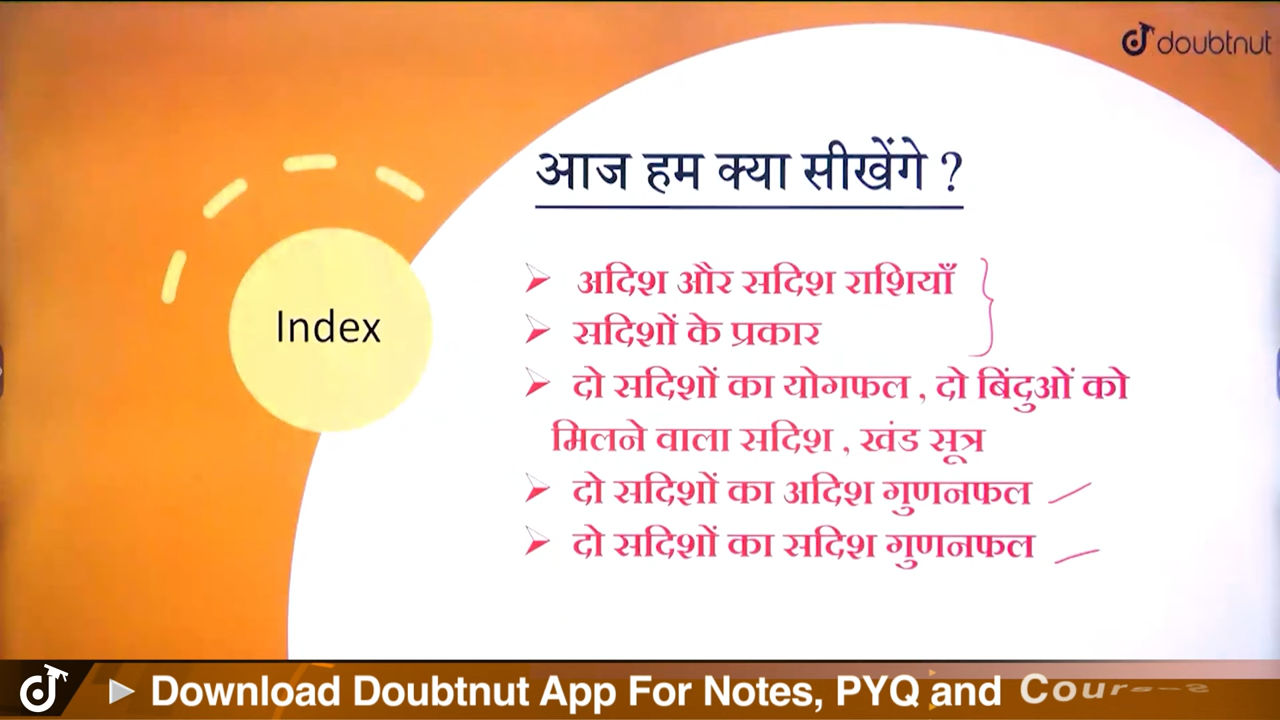 doubtnut
आज हम क्या सीखेंगे ?
Index
➤ अदिश और सदिश राशियाँ
➤ सदिशों के प्रकार
➤ दो सदिशों का योगफल , दो बिंदुओं को
मिलने वाला सदिश , खंड सूत्र
➤ दो सदिशों का अदिश गुणनफल
➤ दो सदिशों का सदिश गुणनफल
► Download Doubtnut App For Notes, PYQ and